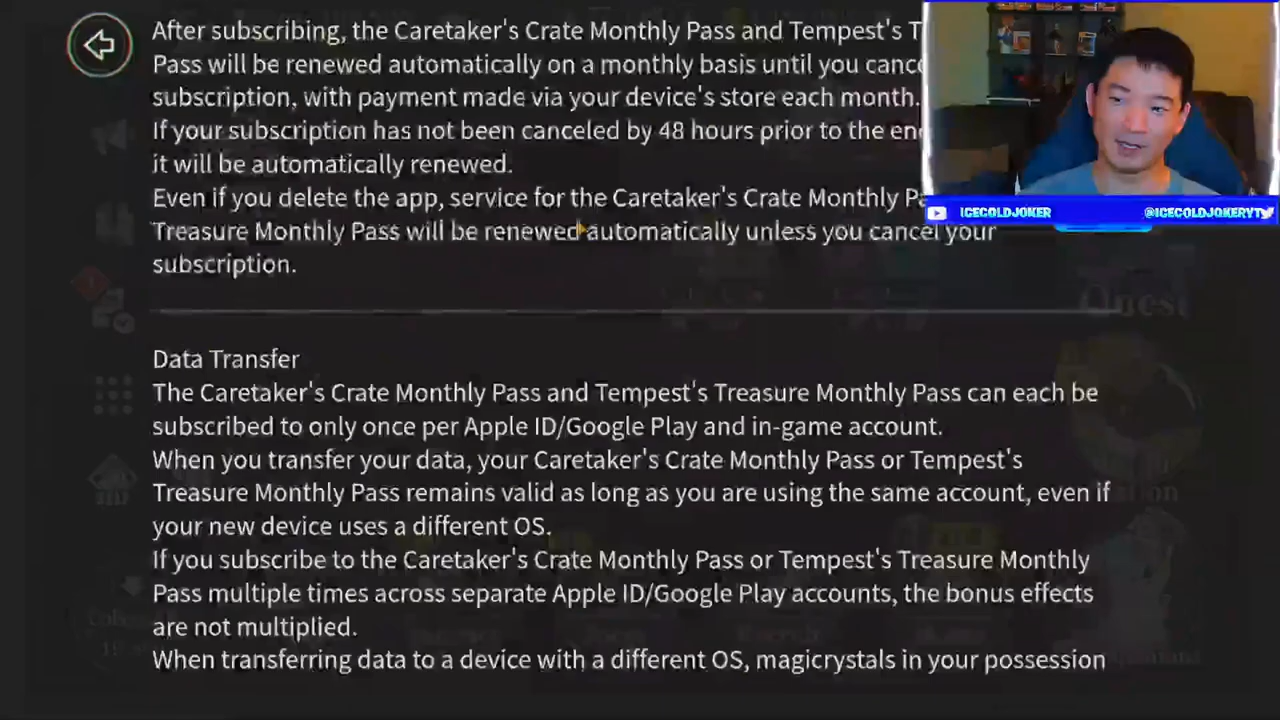 After subscribing, the Caretaker's Crate Monthly Pass and Tempest's T
Pass will be renewed automatically on a monthly basis until you canc
subscription, with payment made via your device's store each month.
If your subscription has not been canceled by 48 hours prior to the en
it will be automatically renewed.
Even if you delete the app, service for the Caretaker's Crate Monthly Pa
Treasure Monthly Pass will be renewed automatically unless you cancel your
subscription.
ICECOLDJOKER @ICECOLDJOKERYT
Quest
Data Transfer
The Caretaker's Crate Monthly Pass and Tempest's Treasure Monthly Pass can each be
subscribed to only once per Apple ID/Google Play and in-game account.
When you transfer your data, your Caretaker's Crate Monthly Pass or Tempest's
Treasure Monthly Pass remains valid as long as you are using the same account, even if
your new device uses a different OS.
If you subscribe to the Caretaker's Crate Monthly Pass or Tempest's Treasure Monthly
Pass multiple times across separate Apple ID/Google Play accounts, the bonus effects
are not multiplied.
When transferring data to a device with a different OS, magicrystals in your possession